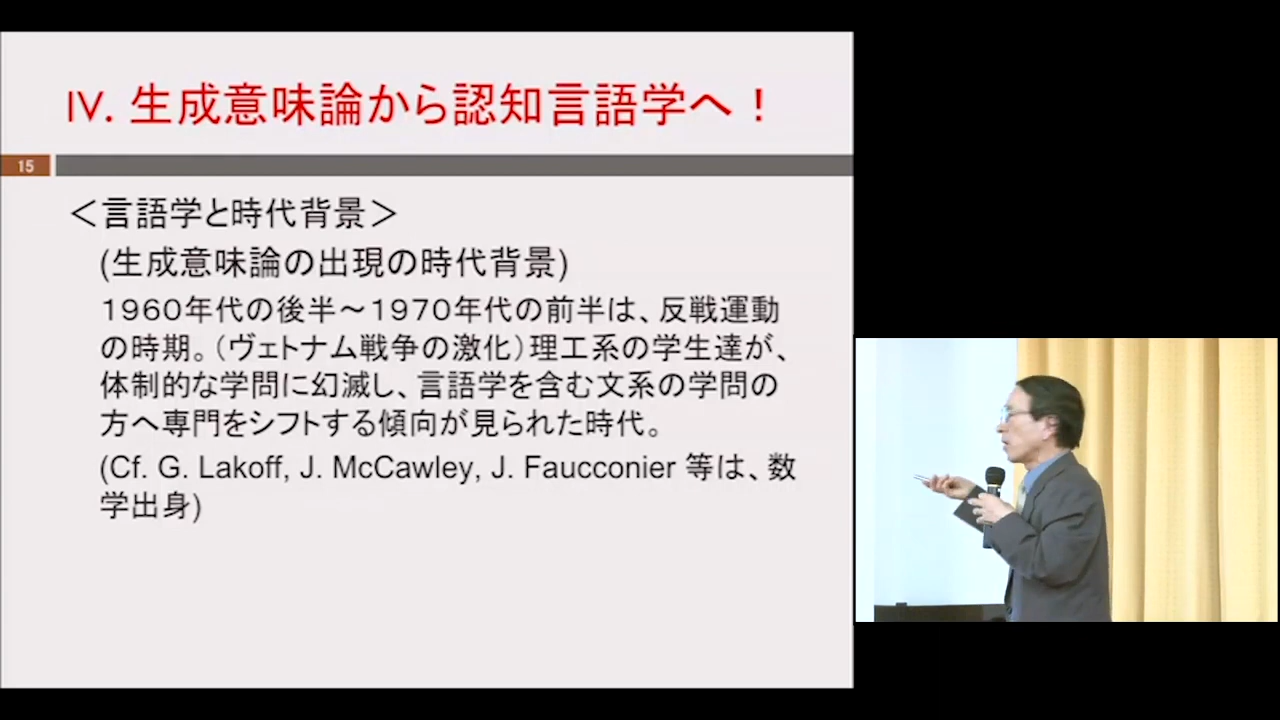 IV. 生成意味論から認知言語学へ！
15
＜言語学と時代背景＞
(生成意味論の出現の時代背景)
１９６０年代の後半～１９７０年代の前半は、反戦運動
の時期。（ヴェトナム戦争の激化）理工系の学生達が、
体制的な学問に幻滅し、言語学を含む文系の学問の
方へ専門をシフトする傾向が見られた時代。
(Cf. G. Lakoff, J. McCawley, J. Faucconier 等は、数
学出身)